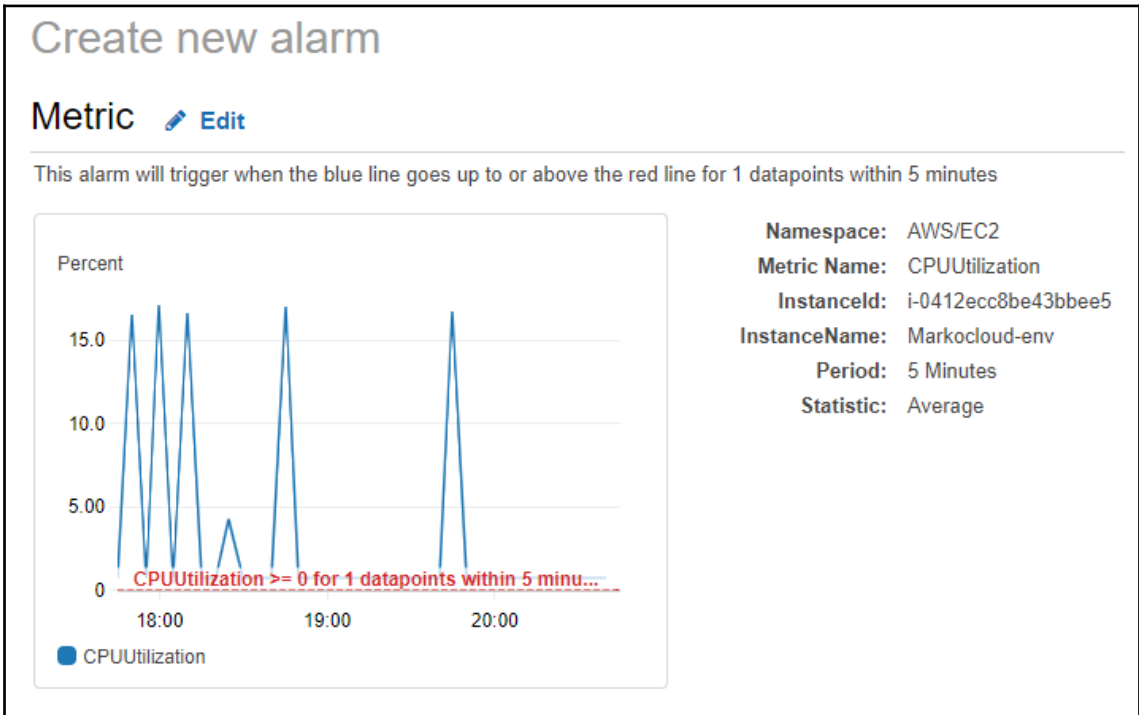 Create new alarm
Metric Edit
This alarm will trigger when the blue line goes up to or above the red line for 1 datapoints within 5 minutes
Percent
15.0
10.0
5.00
0
CPUUtilization >= 0 for 1 datapoints within 5 minu...
18:00 19:00 20:00
CPUUtilization
Namespace: AWS/EC2
Metric Name: CPUUtilization
InstanceId: i-0412ecc8be43bbee5
InstanceName: Markocloud-env
Period: 5 Minutes
Statistic: Average